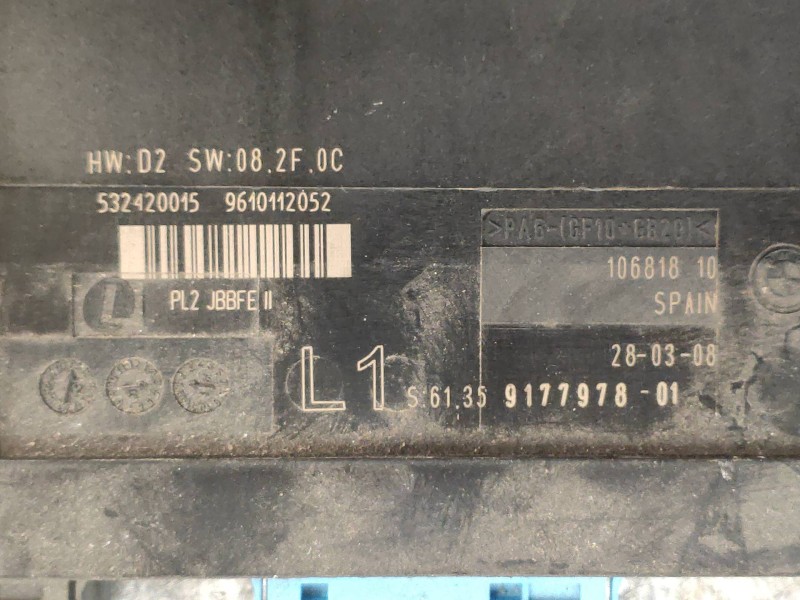 HW:D2 SW:08.2F.0C
532420015 9610112052
>PA6-(GF10+GB20)<
106818 10
PL2 JBBFE II
SPAIN
28-03-08
L1
S:61.35 9177978-01